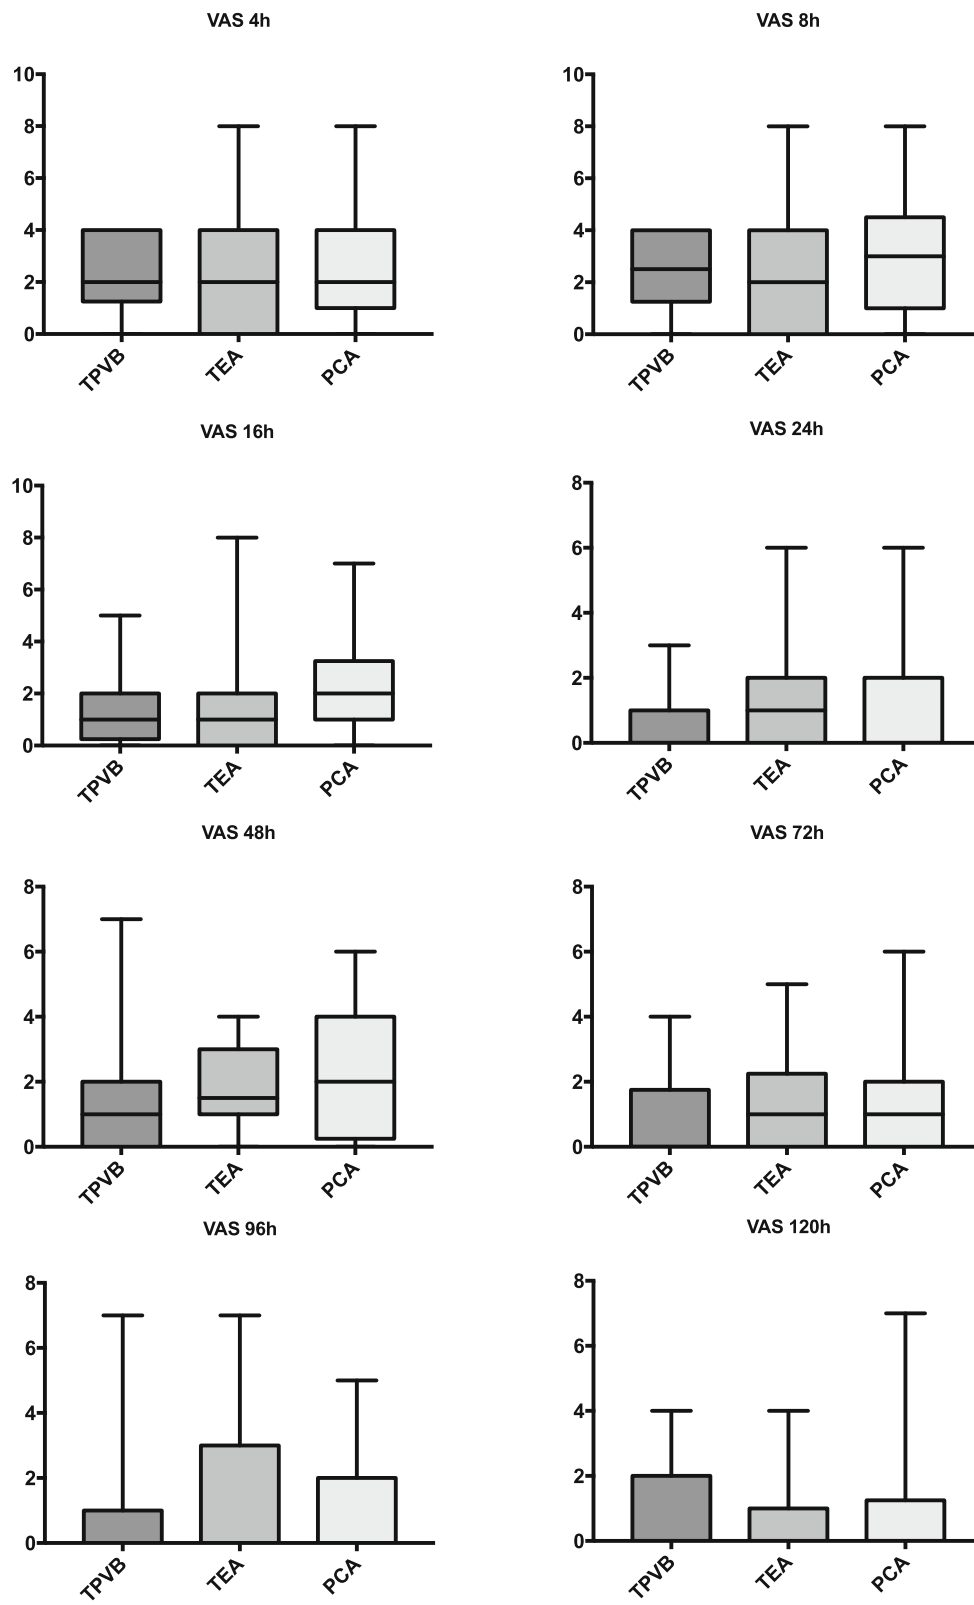 VAS 4h
10
8
6
4
2
0
TPVB TEA PCA
VAS 8h
10
8
6
4
2
0
TPVB TEA PCA
VAS 16h
10
8
6
4
2
0
TPVB TEA PCA
VAS 24h
8
6
4
2
0
TPVB TEA PCA
VAS 48h
8
6
4
2
0
TPVB TEA PCA
VAS 72h
8
6
4
2
0
TPVB TEA PCA
VAS 96h
8
6
4
2
0
TPVB TEA PCA
VAS 120h
8
6
4
2
0
TPVB TEA PCA